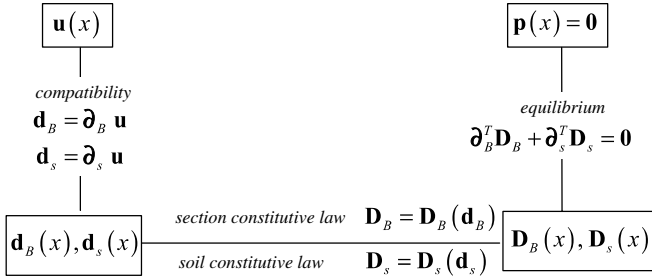 u(x)
p(x) = 0
compatibility
d_B = ∂_B u
d_s = ∂_s u
equilibrium
∂_B^T D_B + ∂_s^T D_s = 0
d_B(x), d_s(x)
section constitutive law D_B = D_B(d_B)
soil constitutive law D_s = D_s(d_s)
D_B(x), D_s(x)